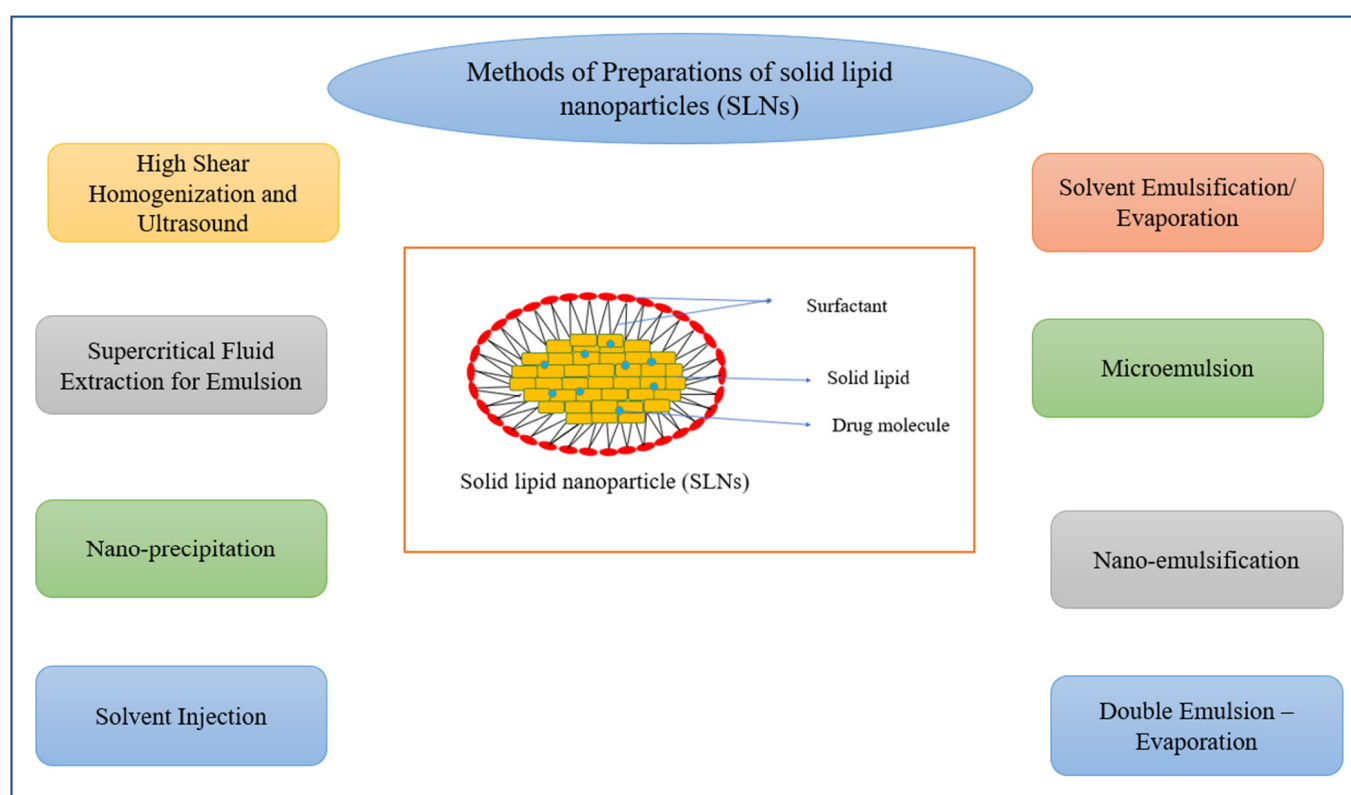 Methods of Preparations of solid lipid
nanoparticles (SLNs)
High Shear
Homogenization and
Ultrasound
Solvent Emulsification/
Evaporation
Supercritical Fluid
Extraction for Emulsion
Surfactant
Solid lipid
Drug molecule
Solid lipid nanoparticle (SLNs)
Microemulsion
Nano-precipitation
Nano-emulsification
Solvent Injection
Double Emulsion –
Evaporation